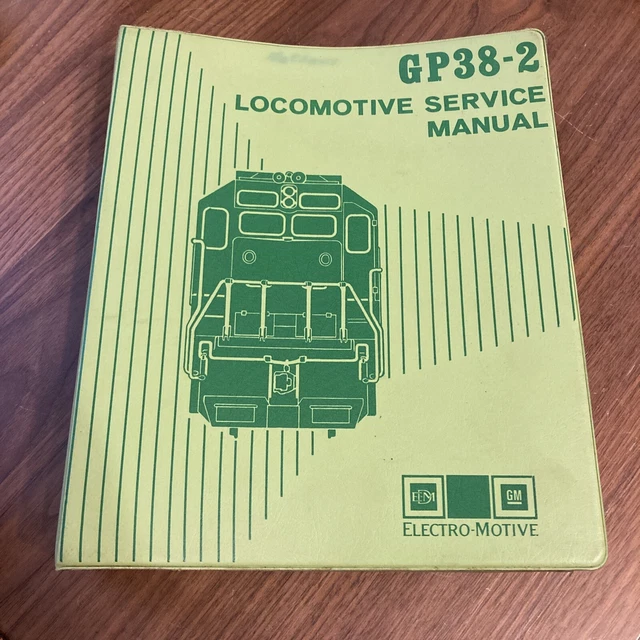 GP38-2
LOCOMOTIVE SERVICE
MANUAL
EMD
GM
ELECTRO-MOTIVE